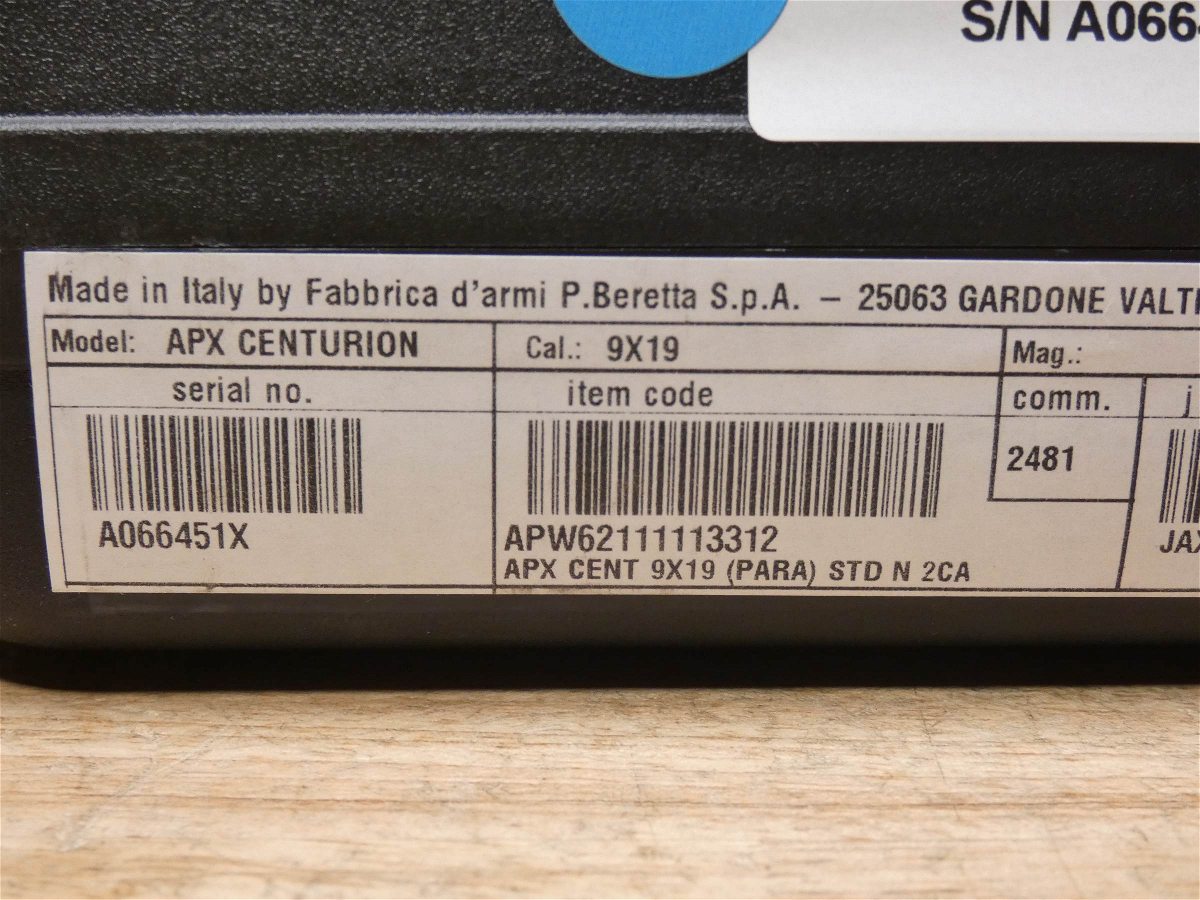 S/N A066
Made in Italy by Fabbrica d'armi P.Beretta S.p.A. – 25063 GARDONE
Model: APX CENTURION
Cal.: 9X19
Mag.:
serial no.
item code
comm.
A066451X
APW62111113312
APX CENT 9X19 (PARA) STD N 2CA
2481